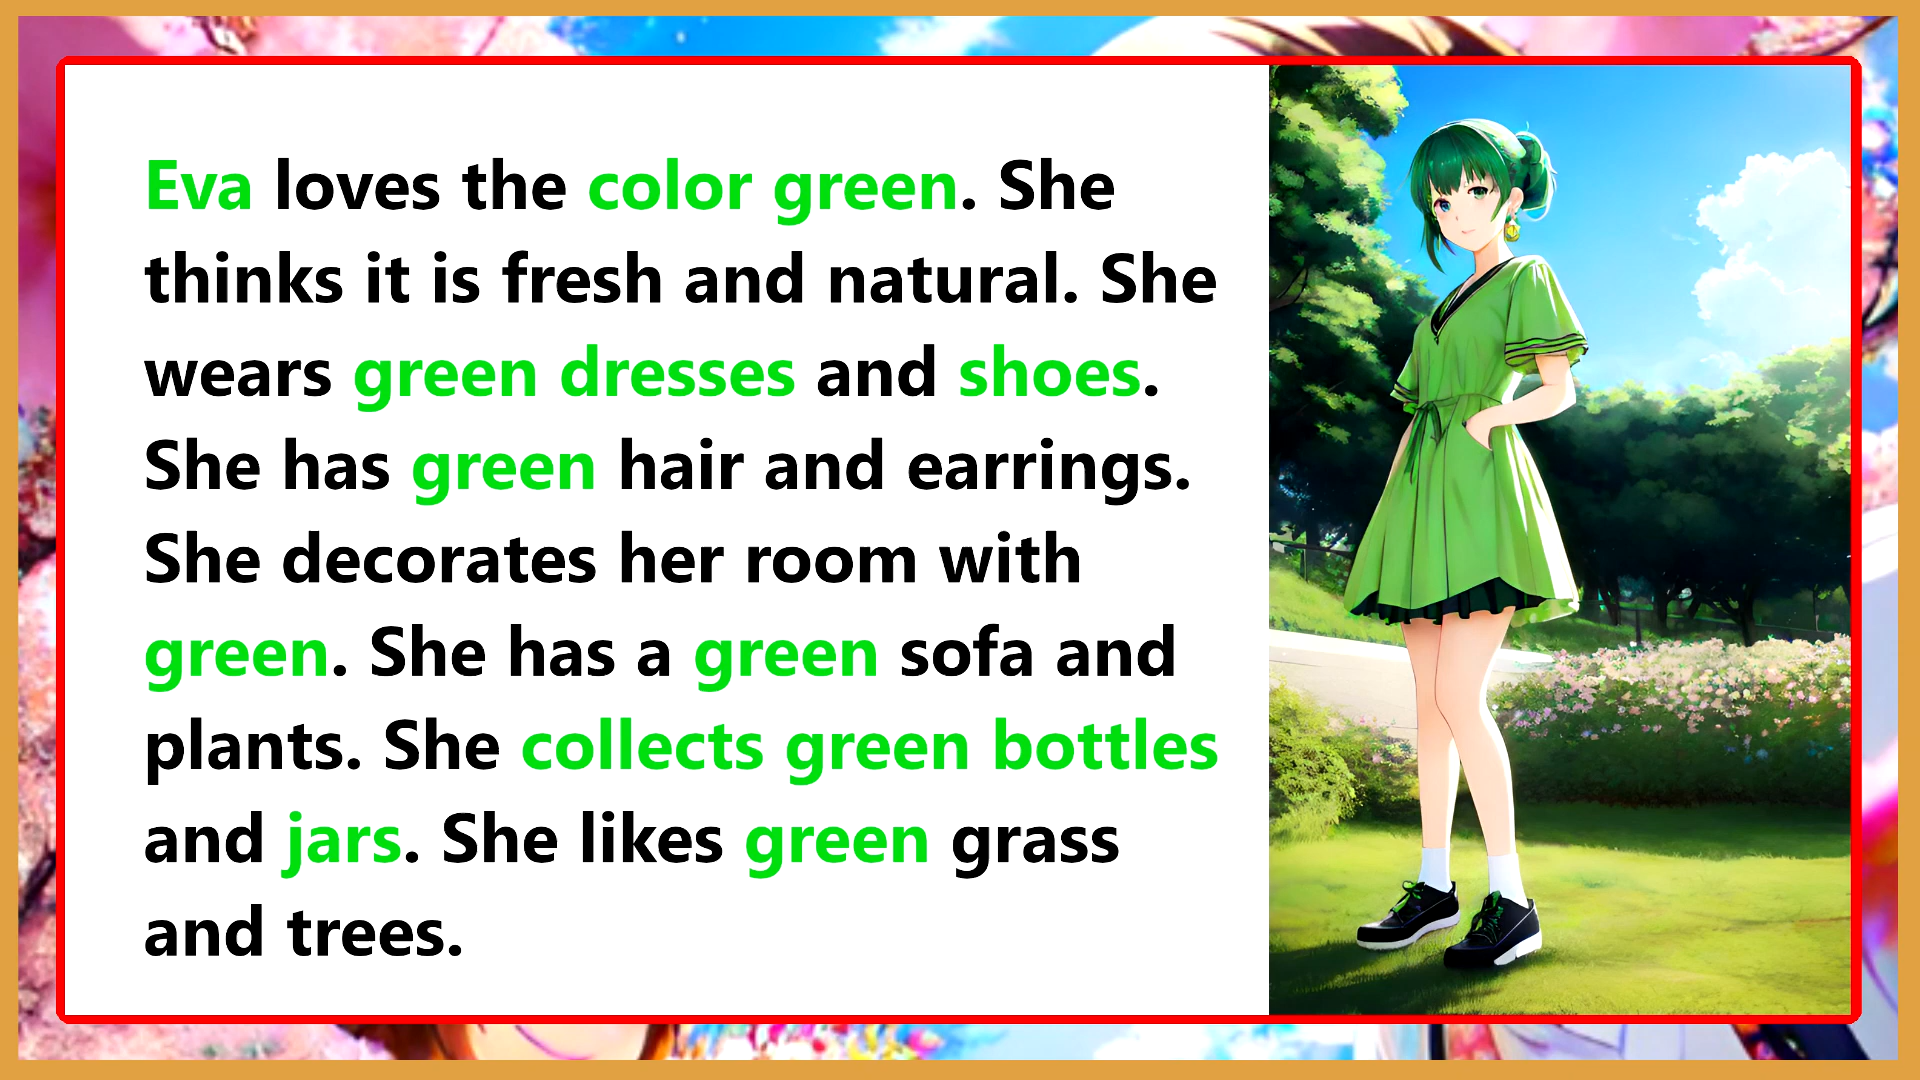 Eva loves the color green. She
thinks it is fresh and natural. She
wears green dresses and shoes.
She has green hair and earrings.
She decorates her room with
green. She has a green sofa and
plants. She collects green bottles
and jars. She likes green grass
and trees.